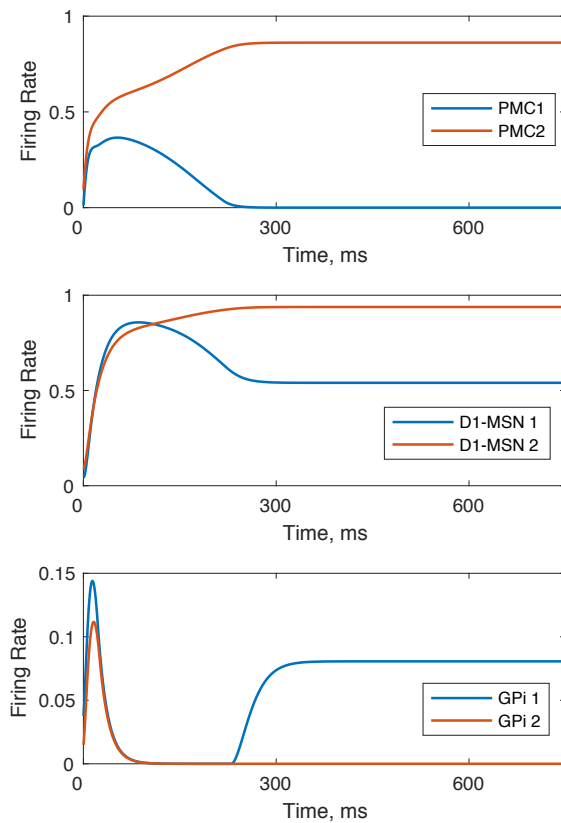 1
0.5
0
Firing Rate
PMC1
PMC2
0
300
600
Time, ms
1
0.5
0
Firing Rate
D1-MSN 1
D1-MSN 2
0
300
600
Time, ms
0.15
0.1
0.05
0
Firing Rate
GPi 1
GPi 2
0
300
600
Time, ms